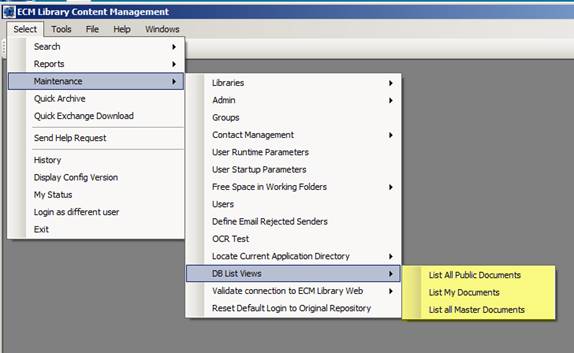 ECM Library Content Management
Select Tools File Help Windows
Search
Reports
Maintenance
Quick Archive
Quick Exchange Download
Send Help Request
History
Display Config Version
My Status
Login as different user
Exit
Libraries
Admin
Groups
Contact Management
User Runtime Parameters
User Startup Parameters
Free Space in Working Folders
Users
Define Email Rejected Senders
OCR Test
Locate Current Application Directory
DB List Views
Validate connection to ECM Library Web
Reset Default Login to Original Repository
List All Public Documents
List My Documents
List all Master Documents